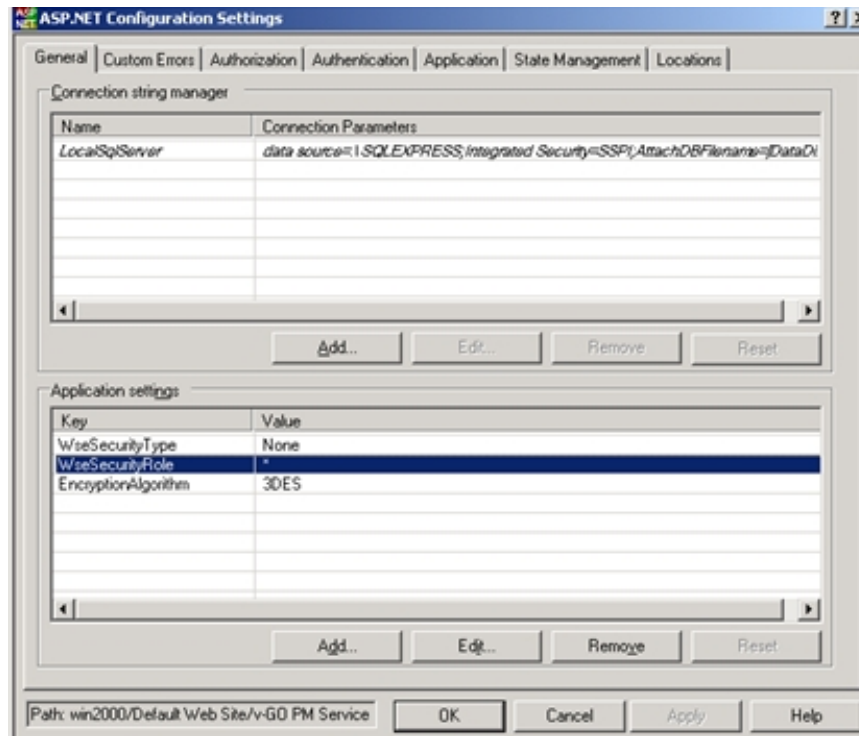 ASP.NET Configuration Settings
General Custom Errors Authorization Authentication Application State Management Locations
Connection string manager
Name Connection Parameters
LocalSqlServer data source=.\SQLEXPRESS;Integrated Security=SSPI;AttachDBFilename=|DataDi
Add... Edit... Remove Reset
Application settings
Key Value
WseSecurityType None
WseSecurityRole *
EncryptionAlgorithm 3DES
Add... Edit... Remove Reset
Path: win2000/Default Web Site/v-GO PM Service OK Cancel Apply Help